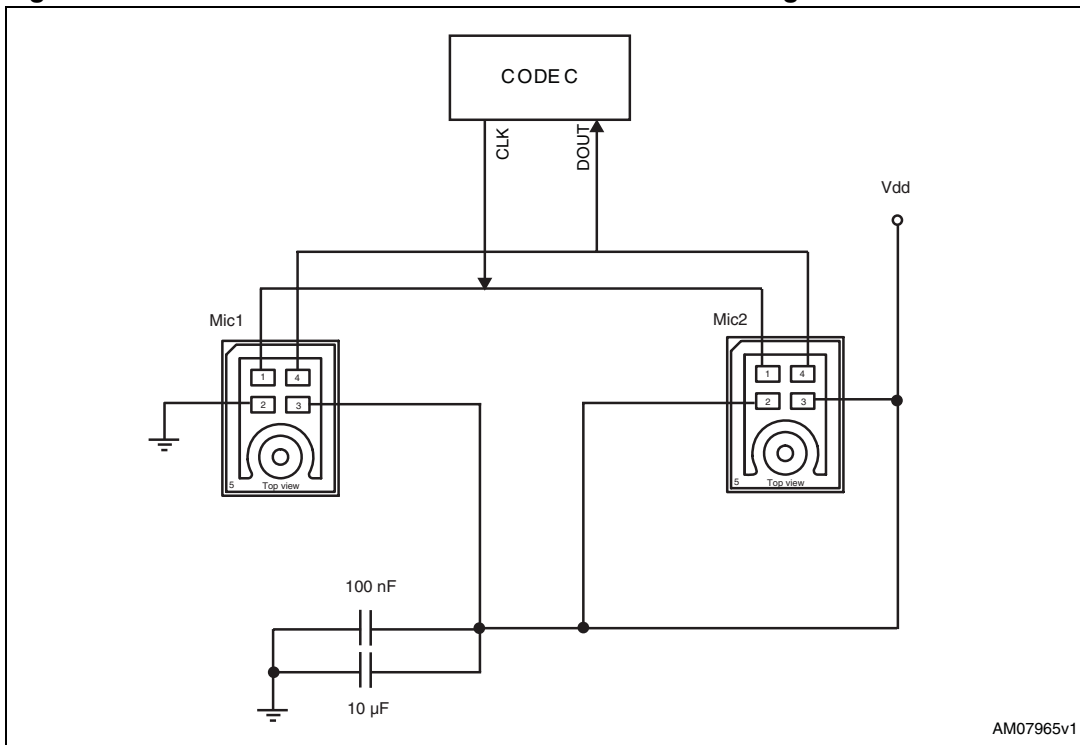 CODEC
CLK
DOUT
Vdd
Mic1
Mic2
1 4
2 3
5 Top view
1 4
2 3
5 Top view
100 nF
10 µF
AM07965v1